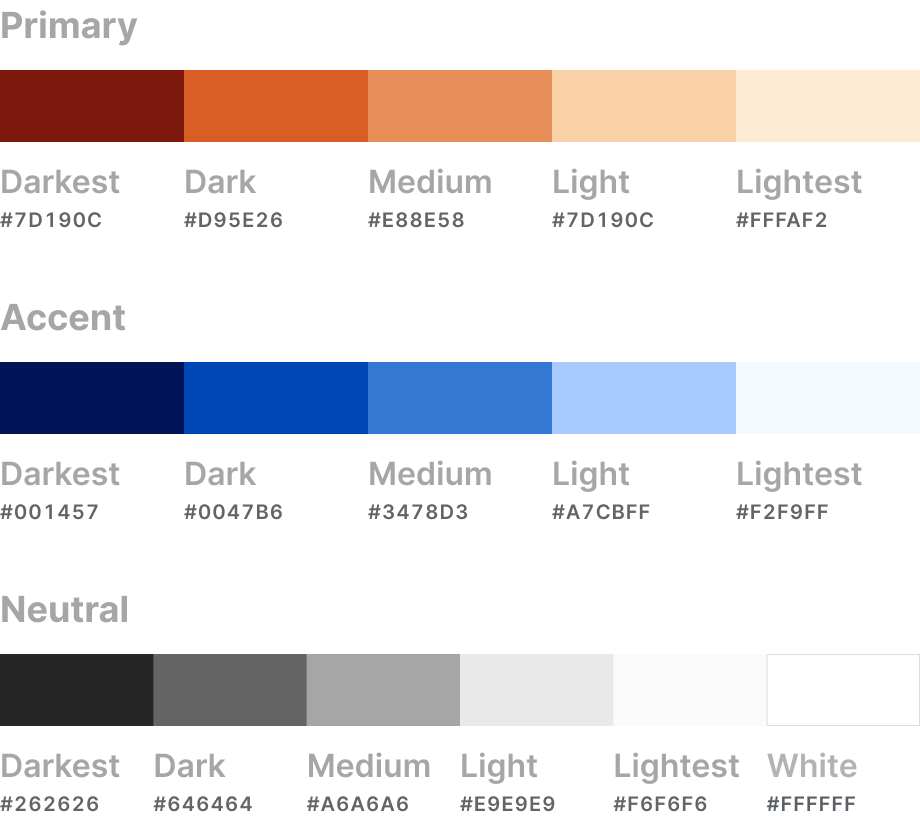 Primary
Darkest Dark Medium Light Lightest
#7D190C #D95E26 #E88E58 #7D190C #FFFAF2
Accent
Darkest Dark Medium Light Lightest
#001457 #0047B6 #3478D3 #A7CBFF #F2F9FF
Neutral
Darkest Dark Medium Light Lightest White
#262626 #646464 #A6A6A6 #E9E9E9 #F6F6F6 #FFFFFF